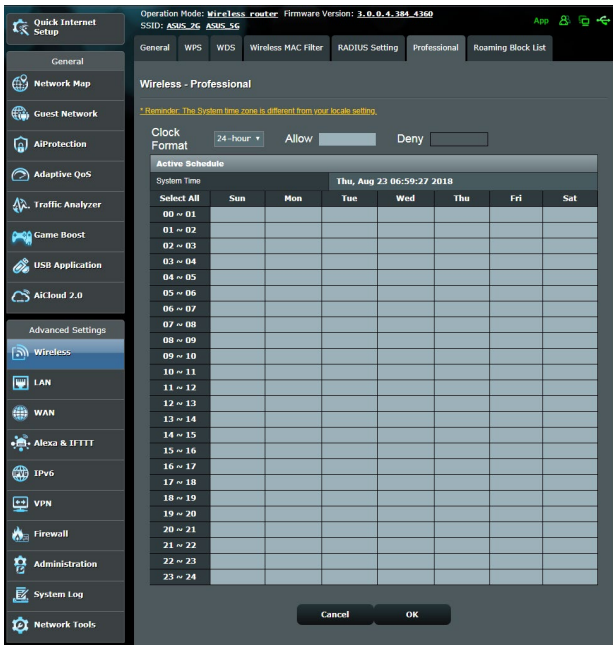 Quick Internet
Setup
General
Network Map
Guest Network
AiProtection
Adaptive QoS
Traffic Analyzer
Game Boost
USB Application
AiCloud 2.0
Advanced Settings
Wireless
LAN
WAN
Alexa & IFTTT
IPv6
VPN
Firewall
Administration
System Log
Network Tools
Operation Mode: Wireless router Firmware Version: 3.0.0.4.384_4360
SSID: ASUS_2G ASUS_5G
App
General WPS WDS Wireless MAC Filter RADIUS Setting Professional Roaming Block List
Wireless - Professional
* Reminder: The System time zone is different from your locale setting.
Clock
Format
24-hour Allow Deny
Active Schedule
System Time Thu, Aug 23 06:59:27 2018
Select All Sun Mon Tue Wed Thu Fri Sat
00 ~ 01
01 ~ 02
02 ~ 03
03 ~ 04
04 ~ 05
05 ~ 06
06 ~ 07
07 ~ 08
08 ~ 09
09 ~ 10
10 ~ 11
11 ~ 12
12 ~ 13
13 ~ 14
14 ~ 15
15 ~ 16
16 ~ 17
17 ~ 18
18 ~ 19
19 ~ 20
20 ~ 21
21 ~ 22
22 ~ 23
23 ~ 24
Cancel OK